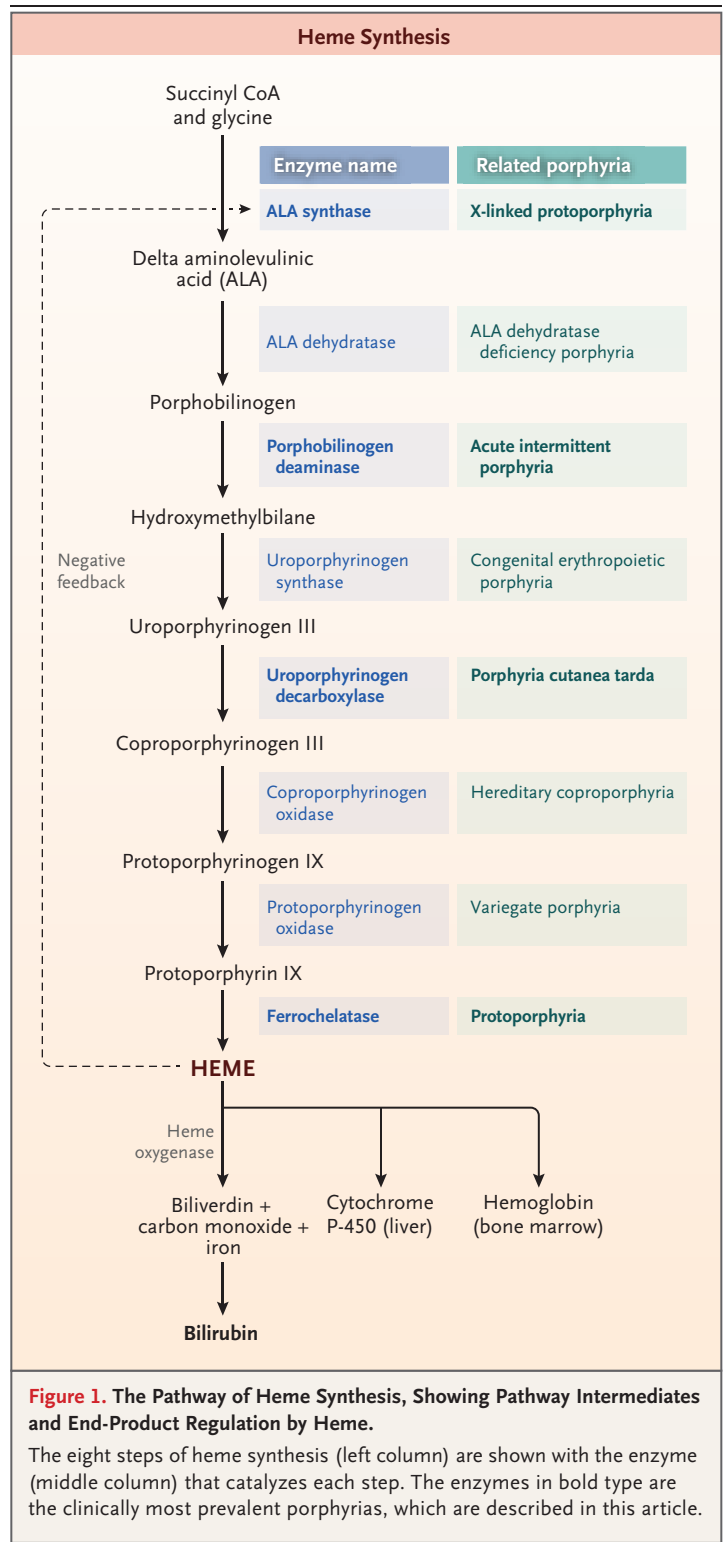 Heme Synthesis
Succinyl CoA
and glycine
Enzyme name
Related porphyria
ALA synthase
X-linked protoporphyria
Delta aminolevulinic
acid (ALA)
ALA dehydratase
ALA dehydratase
deficiency porphyria
Porphobilinogen
Porphobilinogen
deaminase
Acute intermittent
porphyria
Hydroxymethylbilane
Negative
feedback
Uroporphyrinogen
synthase
Congenital erythropoietic
porphyria
Uroporphyrinogen III
Uroporphyrinogen
decarboxylase
Porphyria cutanea tarda
Coproporphyrinogen III
Coproporphyrinogen
oxidase
Hereditary coproporphyria
Protoporphyrinogen IX
Protoporphyrinogen
oxidase
Variegate porphyria
Protoporphyrin IX
Ferrochelatase
Protoporphyria
HEME
Heme
oxygenase
Biliverdin +
carbon monoxide +
iron
Cytochrome
P-450 (liver)
Hemoglobin
(bone marrow)
Bilirubin
Figure 1. The Pathway of Heme Synthesis, Showing Pathway Intermediates
and End-Product Regulation by Heme.
The eight steps of heme synthesis (left column) are shown with the enzyme
(middle column) that catalyzes each step. The enzymes in bold type are
the clinically most prevalent porphyrias, which are described in this article.